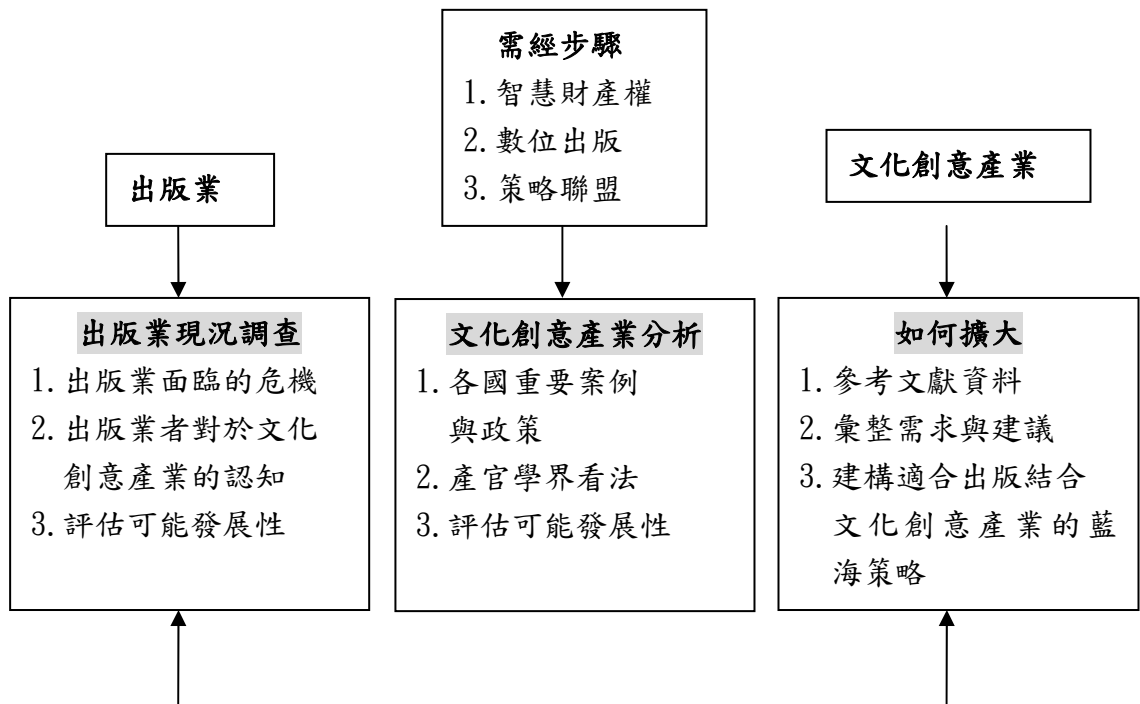 需經步驟
1.智慧財產權
2.數位出版
3.策略聯盟
出版業
文化創意產業
出版業現況調查
1.出版業面臨的危機
2.出版業者對於文化
創意產業的認知
3.評估可能發展性
文化創意產業分析
1.各國重要案例
與政策
2.產官學界看法
3.評估可能發展性
如何擴大
1.參考文獻資料
2.彙整需求與建議
3.建構適合出版結合
文化創意產業的藍
海策略